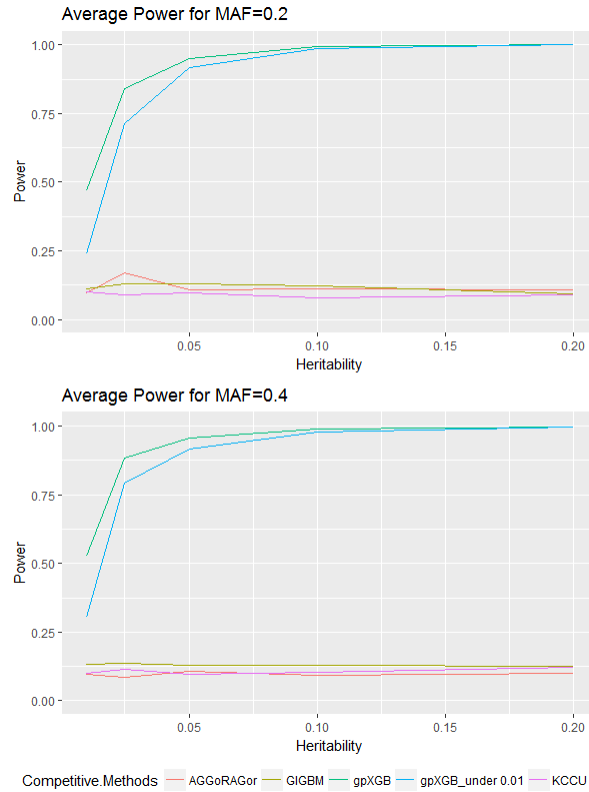 Average Power for MAF=0.2
1.00
0.75
Power
0.50
0.25
0.00
0.05 0.10 0.15 0.20
Heritability
Average Power for MAF=0.4
1.00
0.75
Power
0.50
0.25
0.00
0.05 0.10 0.15 0.20
Heritability
Competitive.Methods AGGoRAGor GIGBM gpXGB gpXGB_under 0.01 KCCU